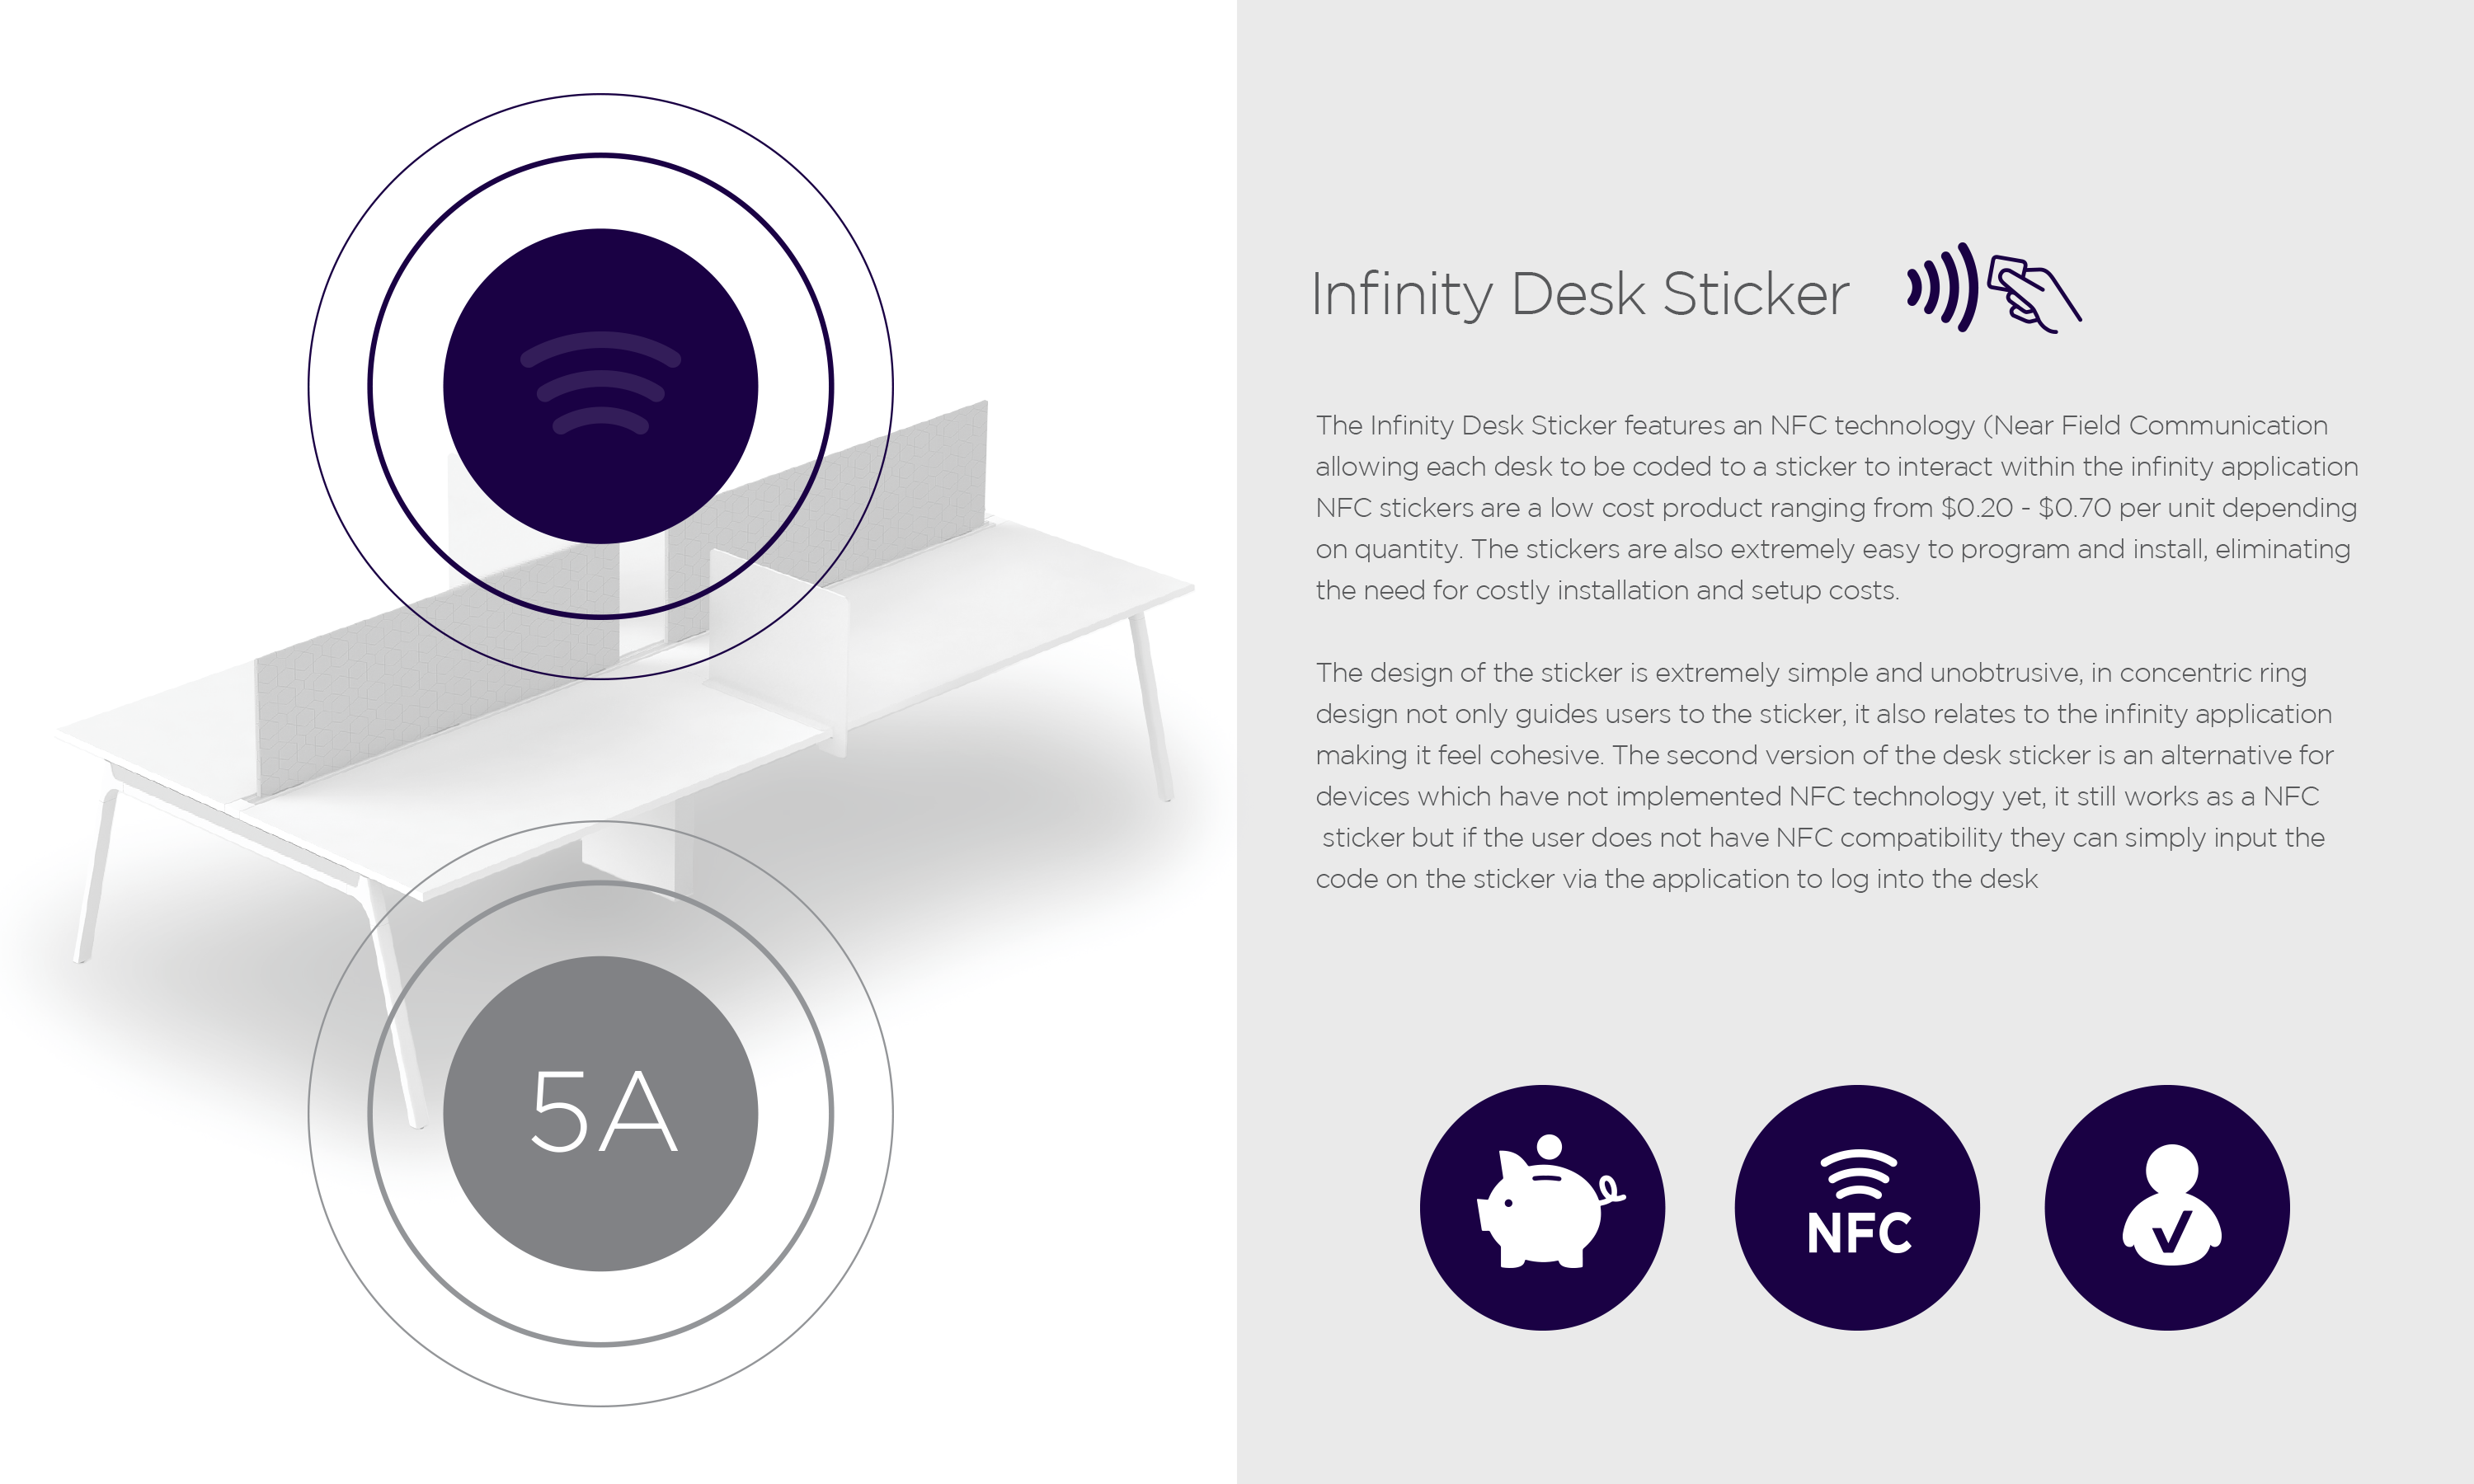 Infinity Desk Sticker
The Infinity Desk Sticker features an NFC technology (Near Field Communication
allowing each desk to be coded to a sticker to interact within the infinity application
NFC stickers are a low cost product ranging from $0.20 - $0.70 per unit depending
on quantity. The stickers are also extremely easy to program and install, eliminating
the need for costly installation and setup costs.
The design of the sticker is extremely simple and unobtrusive, in concentric ring
design not only guides users to the sticker, it also relates to the infinity application
making it feel cohesive. The second version of the desk sticker is an alternative for
devices which have not implemented NFC technology yet, it still works as a NFC
sticker but if the user does not have NFC compatibility they can simply input the
code on the sticker via the application to log into the desk
5A
NFC